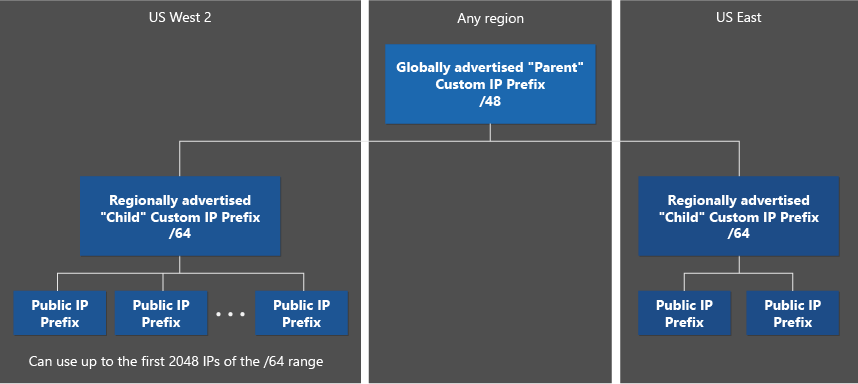 US West 2
Any region
US East
Globally advertised "Parent"
Custom IP Prefix
/48
Regionally advertised
"Child" Custom IP Prefix
/64
Regionally advertised
"Child" Custom IP Prefix
/64
Public IP
Prefix
Public IP
Prefix
• • •
Public IP
Prefix
Public IP
Prefix
Public IP
Prefix
Can use up to the first 2048 IPs of the /64 range